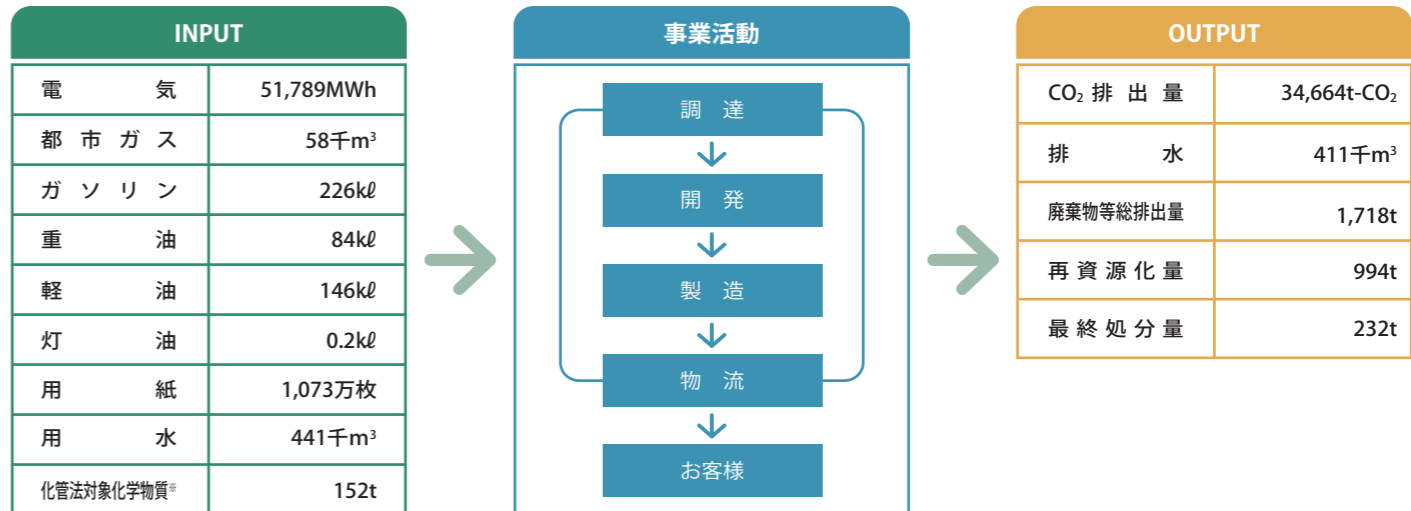 INPUT
電気 51,789MWh
都市ガス 58千m³
ガソリン 226kℓ
重油 84kℓ
軽油 146kℓ
灯油 0.2kℓ
用紙 1,073万枚
用水 441千m³
化管法対象化学物質※ 152t
事業活動
調達
開発
製造
物流
お客様
OUTPUT
CO₂排出量 34,664t-CO₂
排水 411千m³
廃棄物等総排出量 1,718t
再資源化量 994t
最終処分量 232t